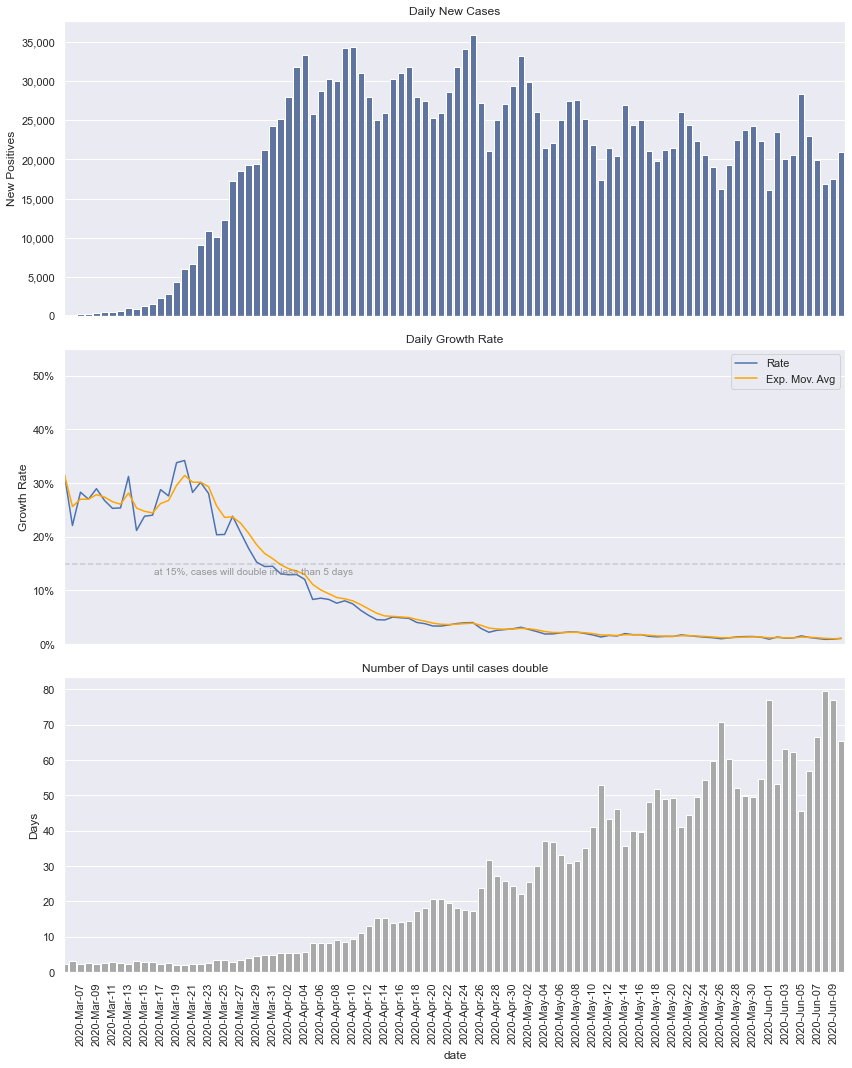 Daily New Cases
35,000
30,000
25,000
20,000
15,000
10,000
5,000
0
New Positives
Daily Growth Rate
Rate
Exp. Mov. Avg
50%
40%
30%
20%
10%
0%
Growth Rate
at 15%, cases will double in less than 5 days
Number of Days until cases double
80
70
60
50
40
30
20
10
0
Days
2020-Mar-07
2020-Mar-09
2020-Mar-11
2020-Mar-13
2020-Mar-15
2020-Mar-17
2020-Mar-19
2020-Mar-21
2020-Mar-23
2020-Mar-25
2020-Mar-27
2020-Mar-29
2020-Mar-31
2020-Apr-02
2020-Apr-04
2020-Apr-06
2020-Apr-08
2020-Apr-10
2020-Apr-12
2020-Apr-14
2020-Apr-16
2020-Apr-18
2020-Apr-20
2020-Apr-22
2020-Apr-24
2020-Apr-26
2020-Apr-28
2020-Apr-30
2020-May-02
2020-May-04
2020-May-06
2020-May-08
2020-May-10
2020-May-12
2020-May-14
2020-May-16
2020-May-18
2020-May-20
2020-May-22
2020-May-24
2020-May-26
2020-May-28
2020-May-30
2020-Jun-01
2020-Jun-03
2020-Jun-05
2020-Jun-07
2020-Jun-09
date